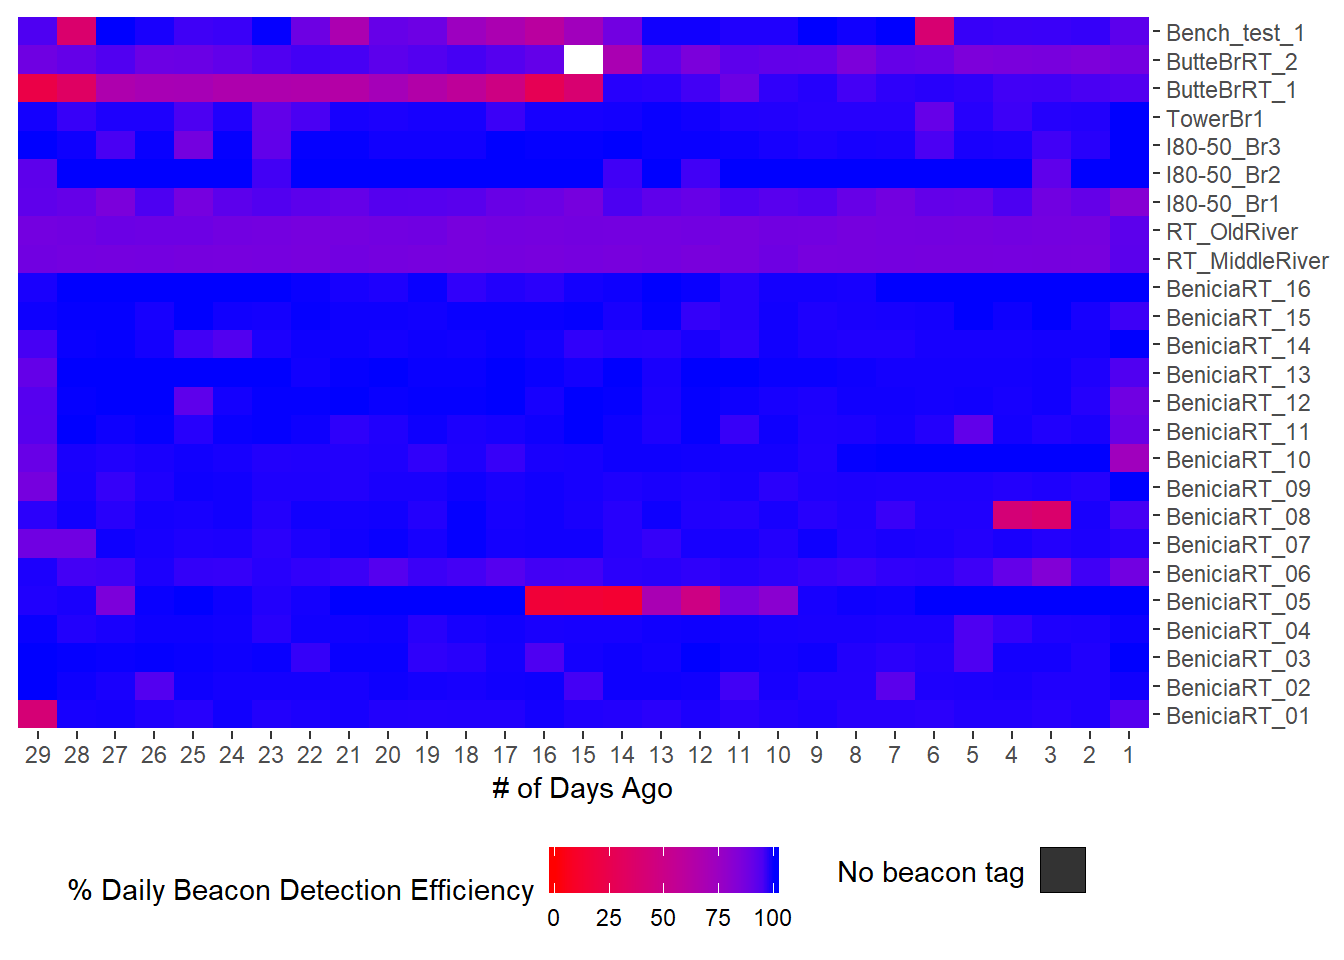 Bench_test_1
ButteBrRT_2
ButteBrRT_1
TowerBr1
I80-50_Br3
I80-50_Br2
I80-50_Br1
RT_OldRiver
RT_MiddleRiver
BeniciaRT_16
BeniciaRT_15
BeniciaRT_14
BeniciaRT_13
BeniciaRT_12
BeniciaRT_11
BeniciaRT_10
BeniciaRT_09
BeniciaRT_08
BeniciaRT_07
BeniciaRT_06
BeniciaRT_05
BeniciaRT_04
BeniciaRT_03
BeniciaRT_02
BeniciaRT_01
29 28 27 26 25 24 23 22 21 20 19 18 17 16 15 14 13 12 11 10 9 8 7 6 5 4 3 2 1
# of Days Ago
% Daily Beacon Detection Efficiency
0 25 50 75 100
No beacon tag